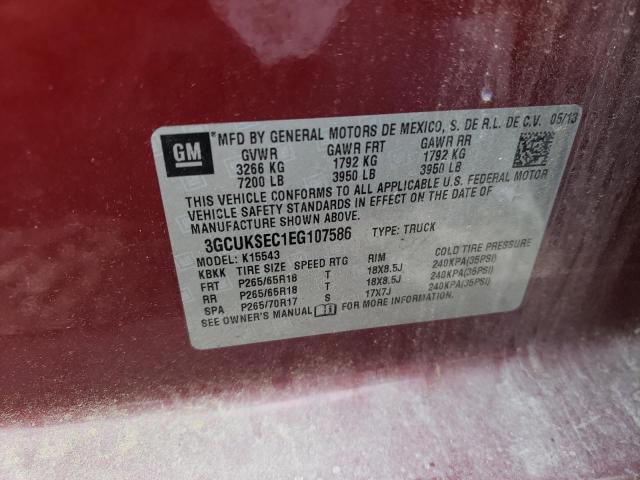 GM
*MFD BY GENERAL MOTORS DE MEXICO, S. DE R.L. DE C.V. 05/13
GVWR GAWR FRT GAWR RR
3266 KG 1792 KG 1792 KG
7200 LB 3950 LB 3950 LB
THIS VEHICLE CONFORMS TO ALL APPLICABLE U.S. FEDERAL MOTOR
VEHICLE SAFETY STANDARDS IN EFFECT ON THE DATE OF
MANUFACTURE SHOWN ABOVE.
3GCUKSEC1EG107586 TYPE: TRUCK
MODEL: K15543
KBKK TIRE SIZE SPEED RTG RIM COLD TIRE PRESSURE
FRT P265/65R18 T 18X8.5J 240KPA(35PSI)
RR P265/65R18 T 18X8.5J 240KPA(35PSI)
SPA P265/70R17 S 17X7J 240KPA(35PSI)
SEE OWNER'S MANUAL FOR MORE INFORMATION.